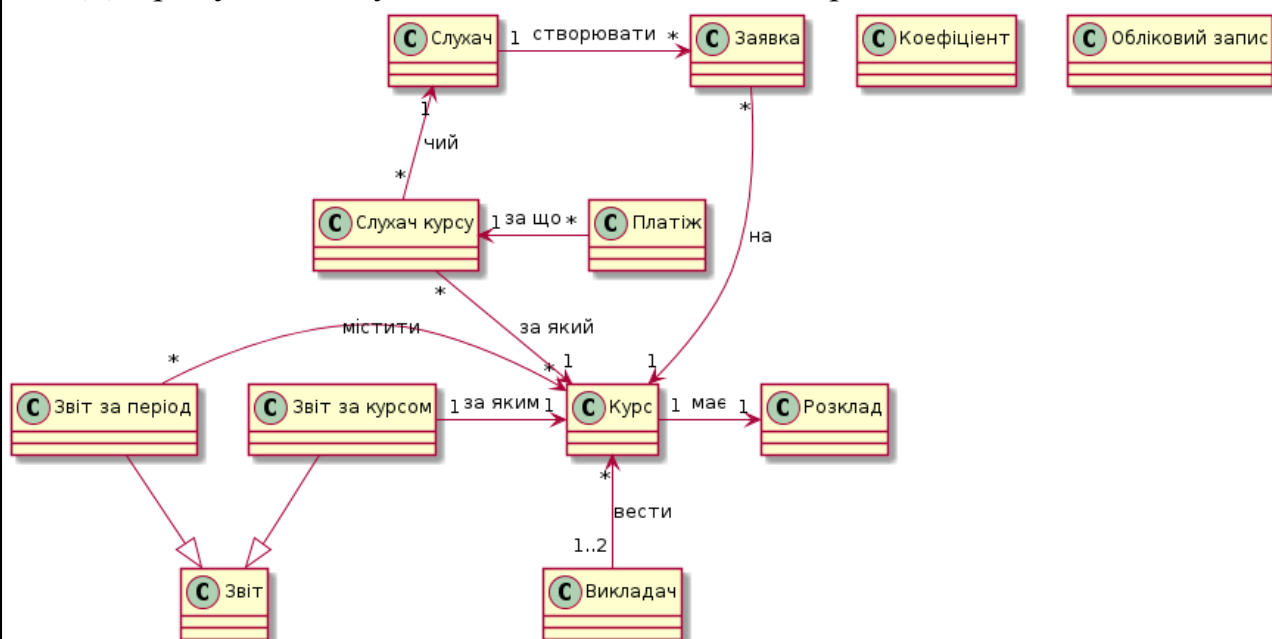 C Слухач
1 створювати *
C Заявка
C Коефіціент
C Обліковий запис
1
*
чий
*
C Слухач курсу
1 за що *
C Платіж
на
*
за який
містити
*
* 1
1
C Звіт за період
C Звіт за курсом
1 за яким 1
C Курс
1 має 1
C Розклад
*
вести
1..2
C Звіт
C Викладач